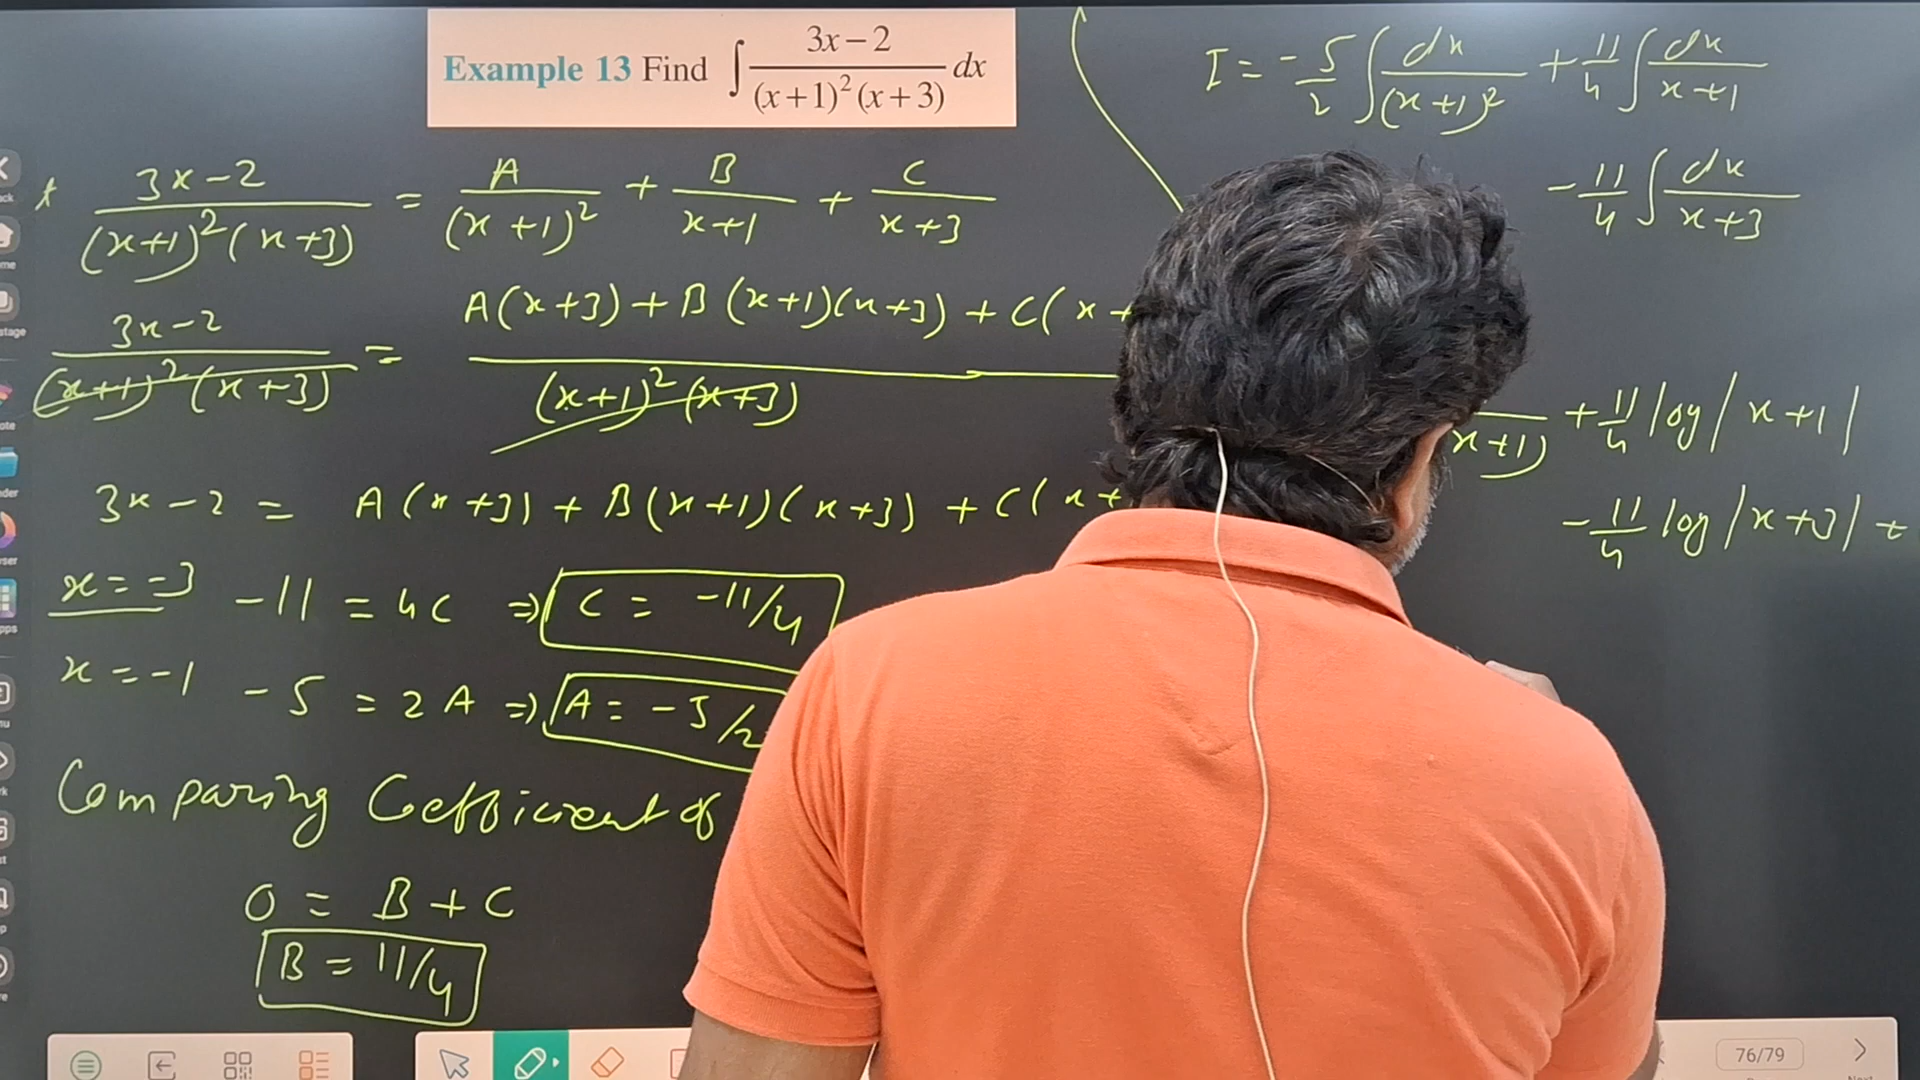 Example 13 Find ∫ (3x−2)/((x+1)²(x+3)) dx
(3x−2)/((x+1)²(x+3)) = A/(x+1)² + B/(x+1) + C/(x+3)
(3x−2)/((x+1)²(x+3)) = (A(x+3) + B(x+1)(x+3) + C(x+)/((x+1)²(x+3))
3x−2 = A(x+3) + B(x+1)(x+3) + C(x+
x=−3 −11 = 4C ⇒ C = −11/4
x=−1 −5 = 2A ⇒ A = −5/2
Comparing Coefficient of
0 = B + C
B = 11/4
I = −5/2 ∫ dx/(x+1)² + 11/4 ∫ dx/(x+1)
−11/4 ∫ dx/(x+3)
x+1) + 11/4 log|x+1|
−11/4 log|x+3| +
76/79